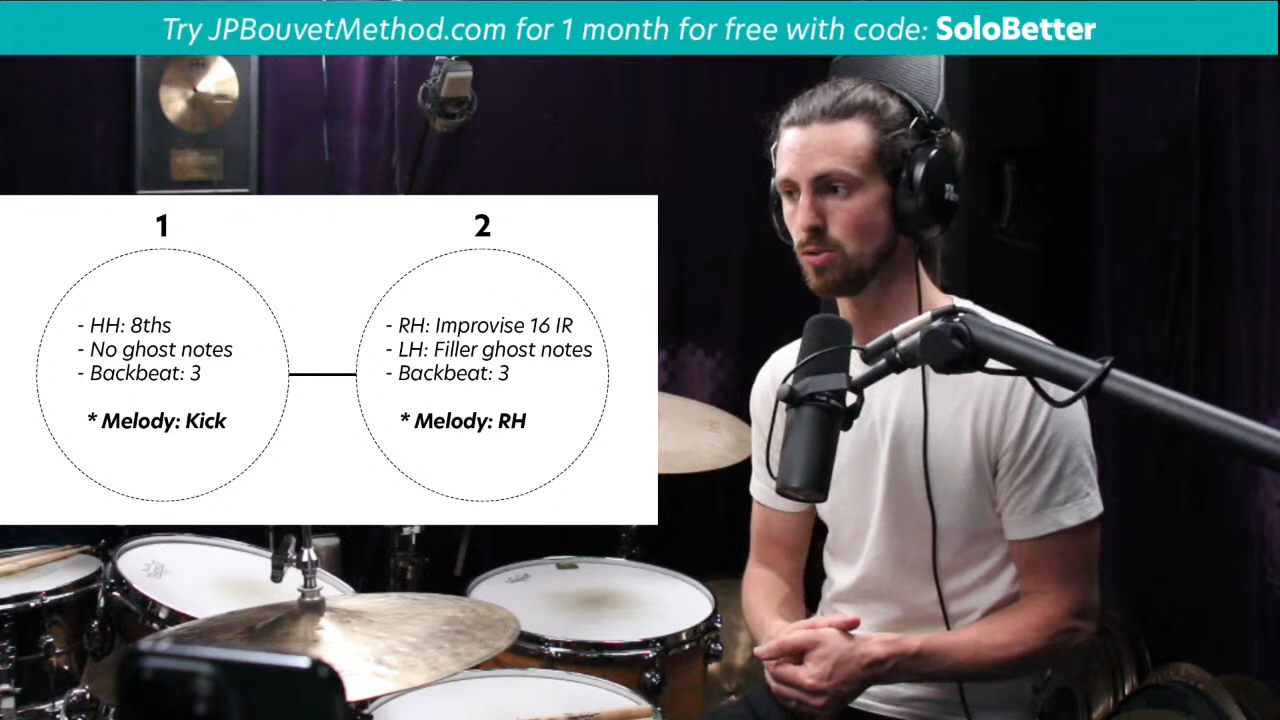 Try JPBouvetMethod.com for 1 month for free with code: SoloBetter
1
- HH: 8ths
- No ghost notes
- Backbeat: 3
* Melody: Kick
2
- RH: Improvise 16 IR
- LH: Filler ghost notes
- Backbeat: 3
* Melody: RH